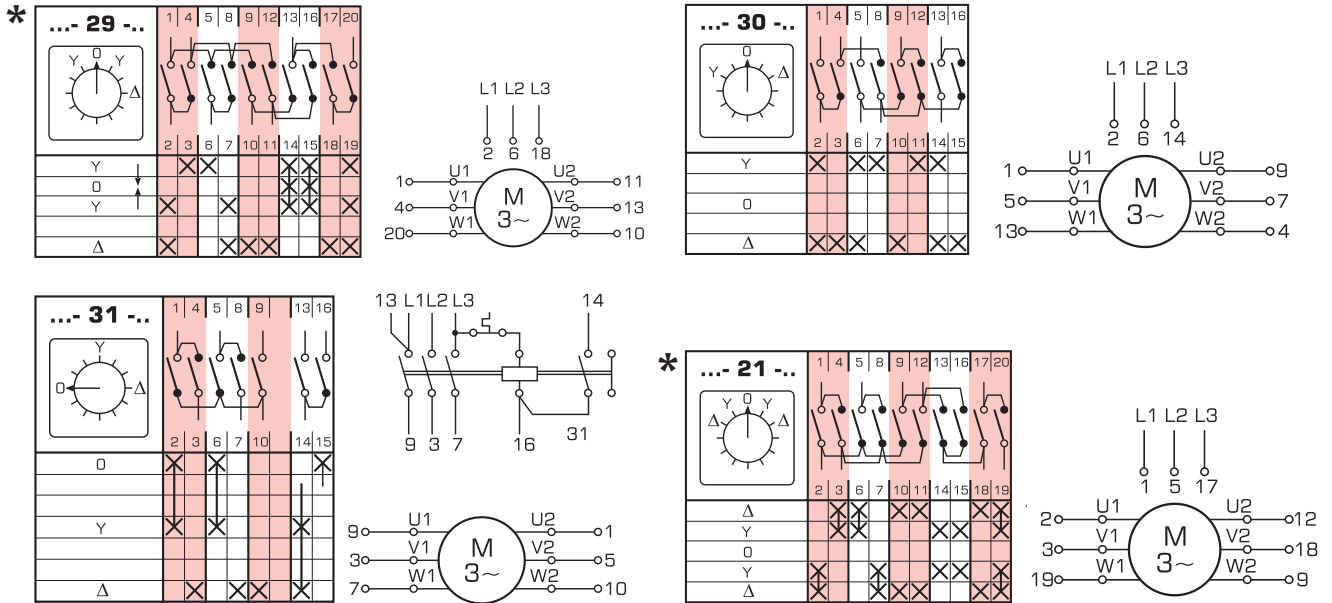 *
...- 29 -..
1 4 5 8 9 12 13 16 17 20
Y O Y
Δ
2 3 6 7 10 11 14 15 18 19
Y
O
Y
Δ
L1 L2 L3
2 6 18
1 U1 U2 11
4 V1 M V2 13
20 W1 3~ W2 10
...- 30 -..
1 4 5 8 9 12 13 16
O
Y Δ
2 3 6 7 10 11 14 15
Y
O
Δ
L1 L2 L3
2 6 14
1 U1 U2 9
5 V1 M V2 7
13 W1 3~ W2 4
...- 31 -..
1 4 5 8 9 13 16
Y
O Δ
2 3 6 7 10 14 15
O
Y
Δ
13 L1 L2 L3 14
9 3 7 16 31
9 U1 U2 1
3 V1 M V2 5
7 W1 3~ W2 10
*
...- 21 -..
1 4 5 8 9 12 13 16 17 20
O
Y Y
Δ Δ
2 3 6 7 10 11 14 15 18 19
Δ
Y
O
Y
Δ
L1 L2 L3
1 5 17
2 U1 U2 12
3 V1 M V2 18
19 W1 3~ W2 9